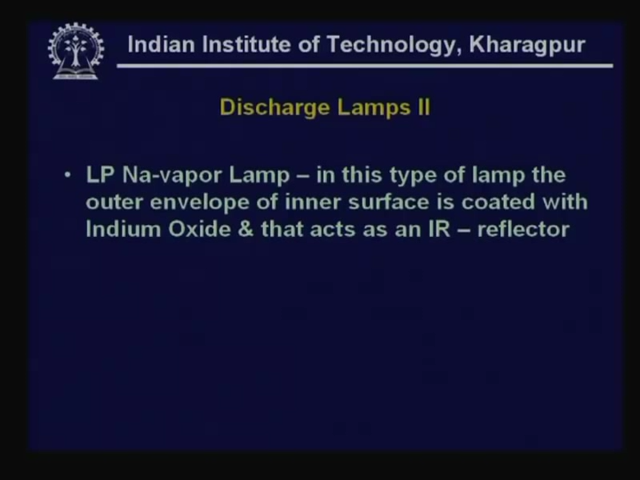 Indian Institute of Technology, Kharagpur
Discharge Lamps II
• LP Na-vapor Lamp – in this type of lamp the
outer envelope of inner surface is coated with
Indium Oxide & that acts as an IR – reflector